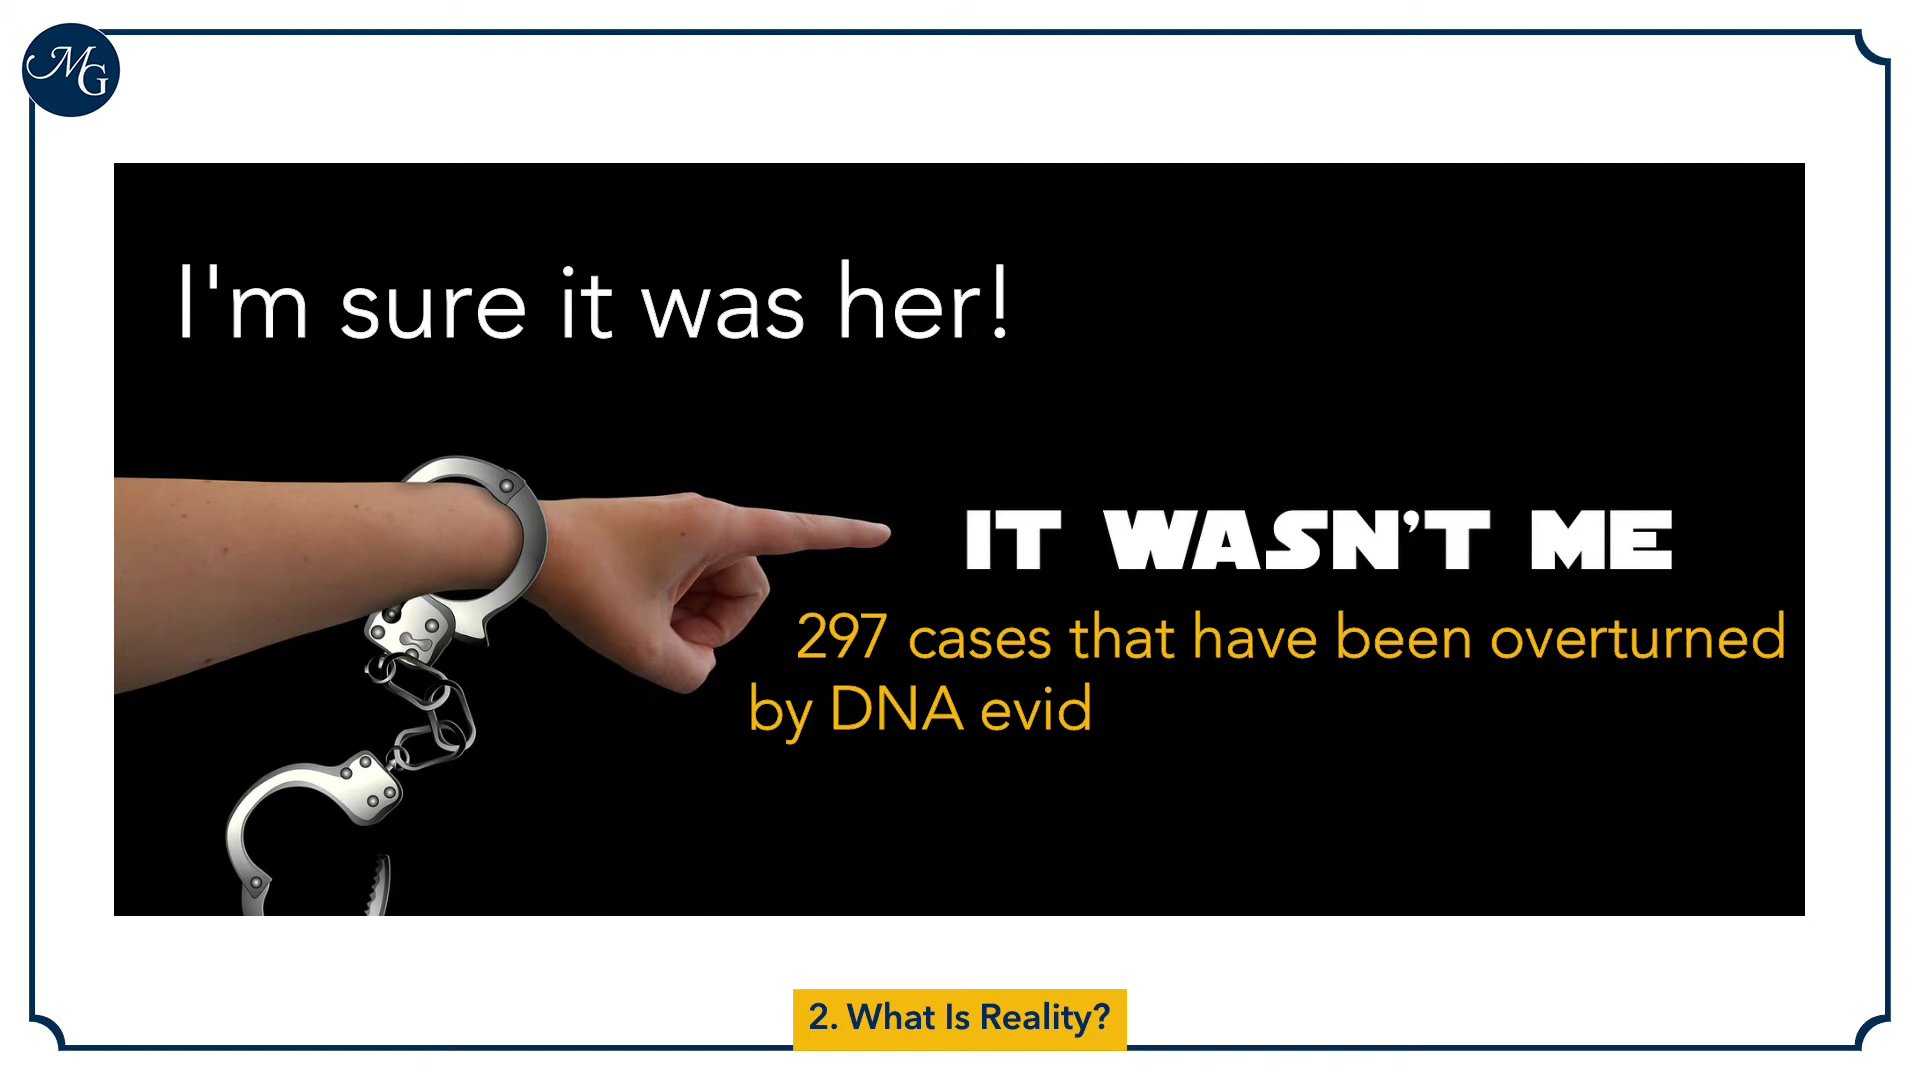 MG
I'm sure it was her!
IT WASN'T ME
297 cases that have been overturned
by DNA evid
2. What Is Reality?